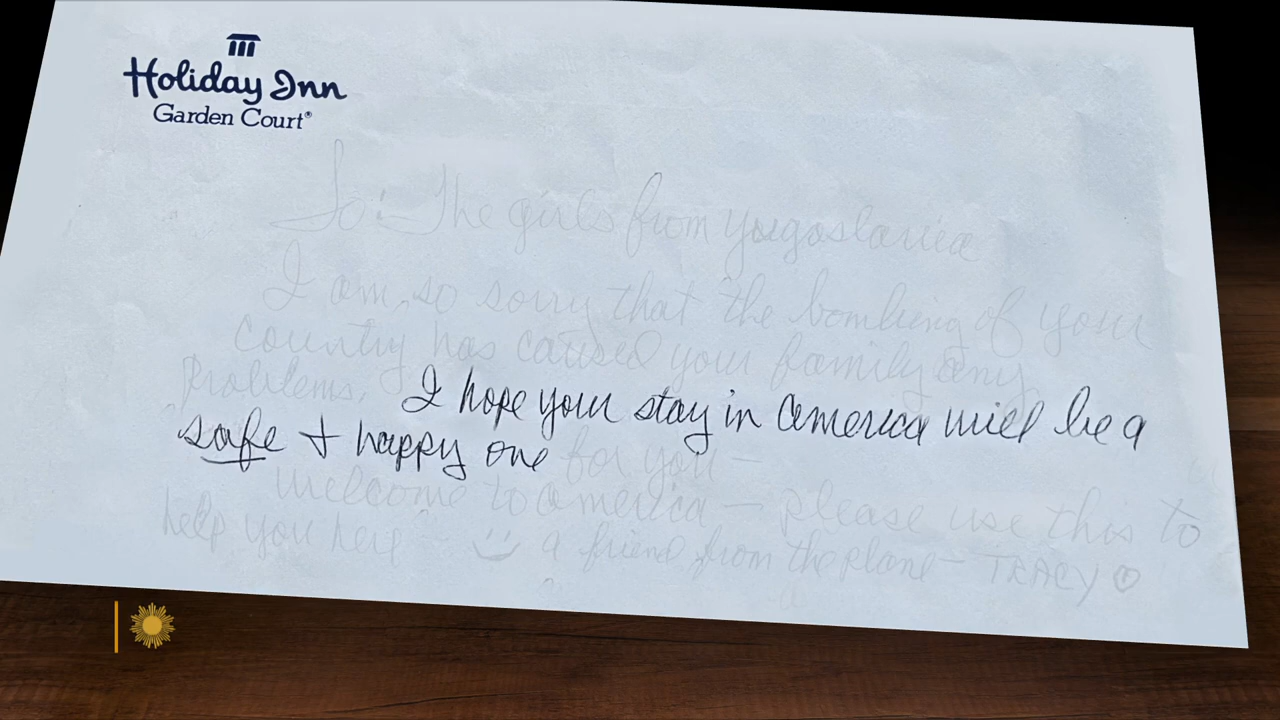 Holiday Inn
Garden Court®
To: The girls from Yougoslavia
I am so sorry that the bombing of your
country has caused your family any
problems. I hope your stay in America will be a
safe + happy one for you —
Welcome to America — please use this to
help you here a friend from the plane — TRACY